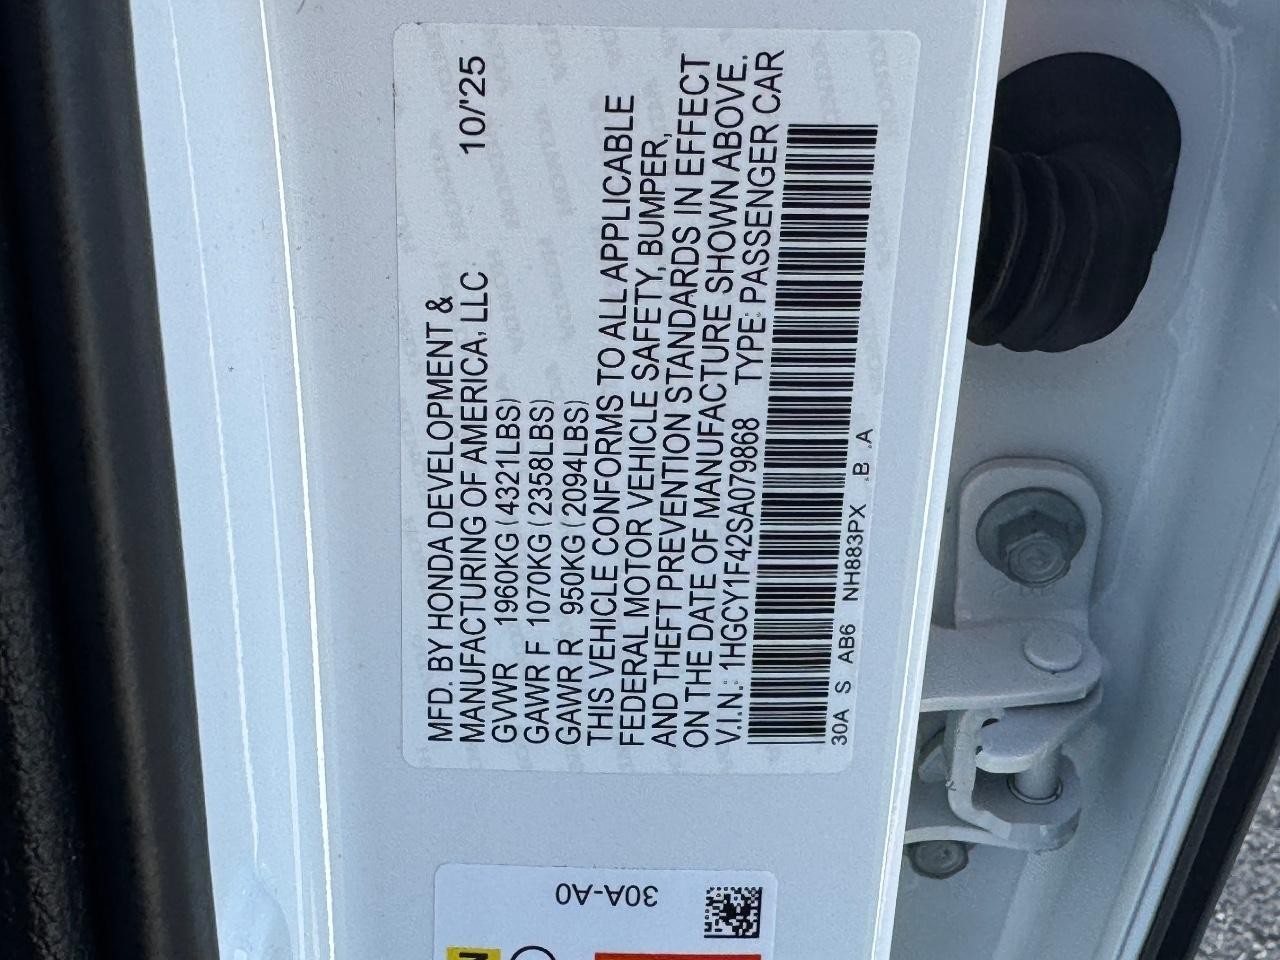 MFD. BY HONDA DEVELOPMENT &
MANUFACTURING OF AMERICA, LLC 10/'25
GVWR 1960KG (4321LBS)
GAWR F 1070KG (2358LBS)
GAWR R 950KG (2094LBS)
THIS VEHICLE CONFORMS TO ALL APPLICABLE
FEDERAL MOTOR VEHICLE SAFETY, BUMPER,
AND THEFT PREVENTION STANDARDS IN EFFECT
ON THE DATE OF MANUFACTURE SHOWN ABOVE.
V.I.N.: 1HGCY1F42SA079868 TYPE: PASSENGER CAR
30A S AB6 NH883PX .B .A
30A-A0